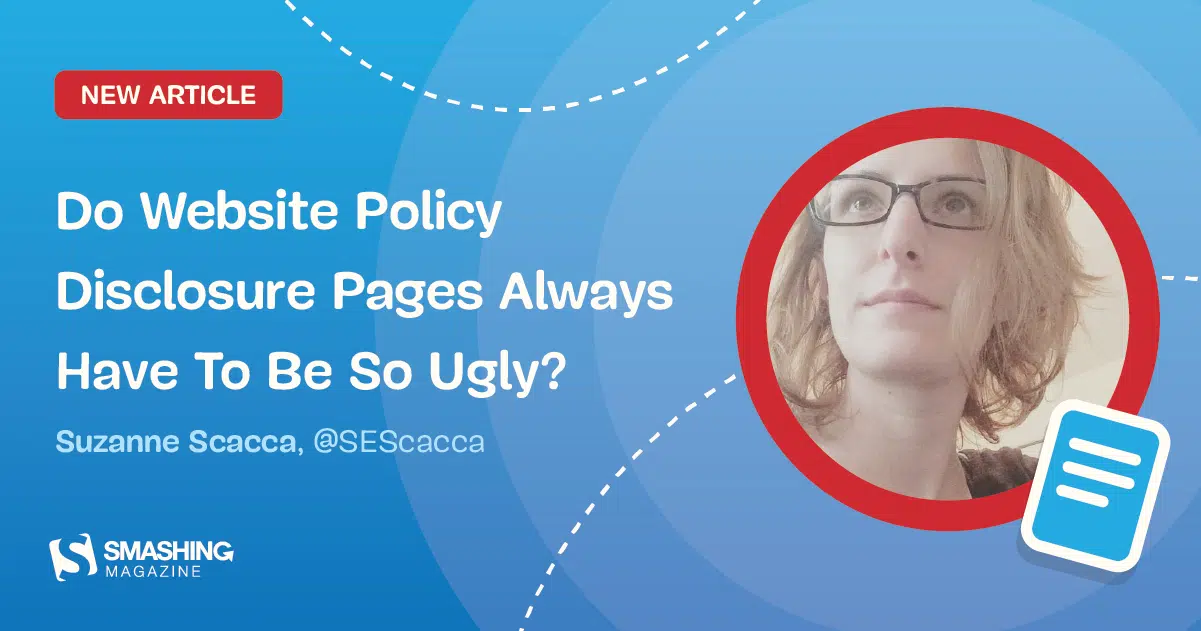 NEW ARTICLE
Do Website Policy
Disclosure Pages Always
Have To Be So Ugly?
Suzanne Scacca, @SEScacca
SMASHING
MAGAZINE